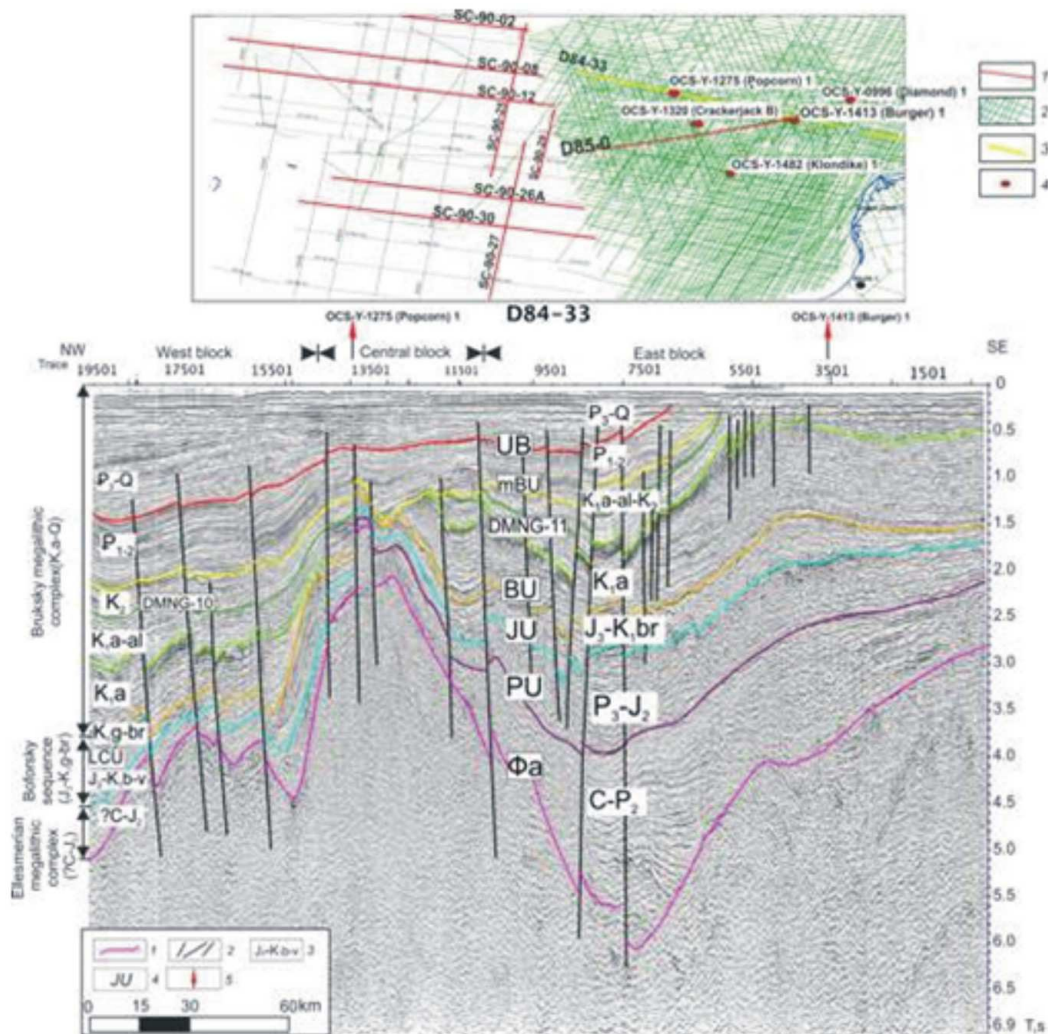 SC-90-02
SC-90-08
SC-90-12
D84-33
OCS-Y-1275 (Popcorn) 1
OCS-Y-0996 (Diamond) 1
OCS-Y-1320 (Crackerjack B)
OCS-Y-1413 (Burger) 1
D85-0
OCS-Y-1482 (Klondike) 1
SC-90-26A
SC-90-30
SC-90-27
1
2
3
4
D84-33
OCS-Y-1275 (Popcorn) 1
OCS-Y-1413 (Burger) 1
NW
West block
Central block
East block
SE
Trace
19501 17501 15501 13501 11501 9501 7501 5501 3501 1501
0
0.5
1.0
1.5
2.0
2.5
3.0
3.5
4.0
4.5
5.0
5.5
6.0
6.5
6.9 T,s
P₃-Q
P₁₋₂
K₂
DMNG-10
K₁a-al
K₁a
K₁g-br
LCU
J₃-K₁b-v
?C-J₁
Bruksky megalithic
complex(K₁a-Q)
Boforsky
sequence
(J₃-K₁g-br)
Ellesmerian
megalithic
complex
(?C-J₁)
UB
mBU
DMNG-11
BU
JU
PU
Фa
P₃-Q
P₁₋₂
K₁a-al-K₂
K₁a
J₃-K₁br
P₃-J₂
C-P₂
1
2
J₃-K₁b-v 3
JU 4
5
0 15 30 60km